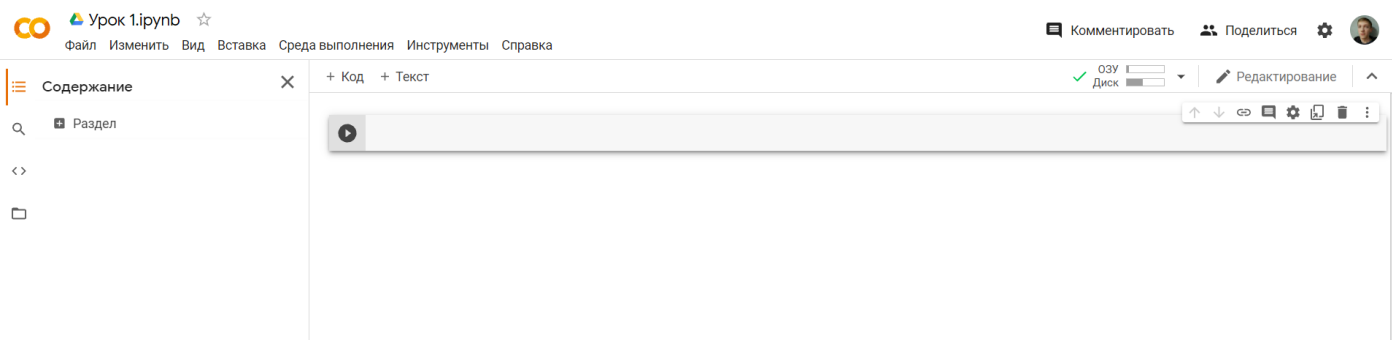 Урок 1.ipynb
Комментировать Поделиться
Файл Изменить Вид Вставка Среда выполнения Инструменты Справка
Содержание
+ Код + Текст
ОЗУ
Диск
Редактирование
Раздел